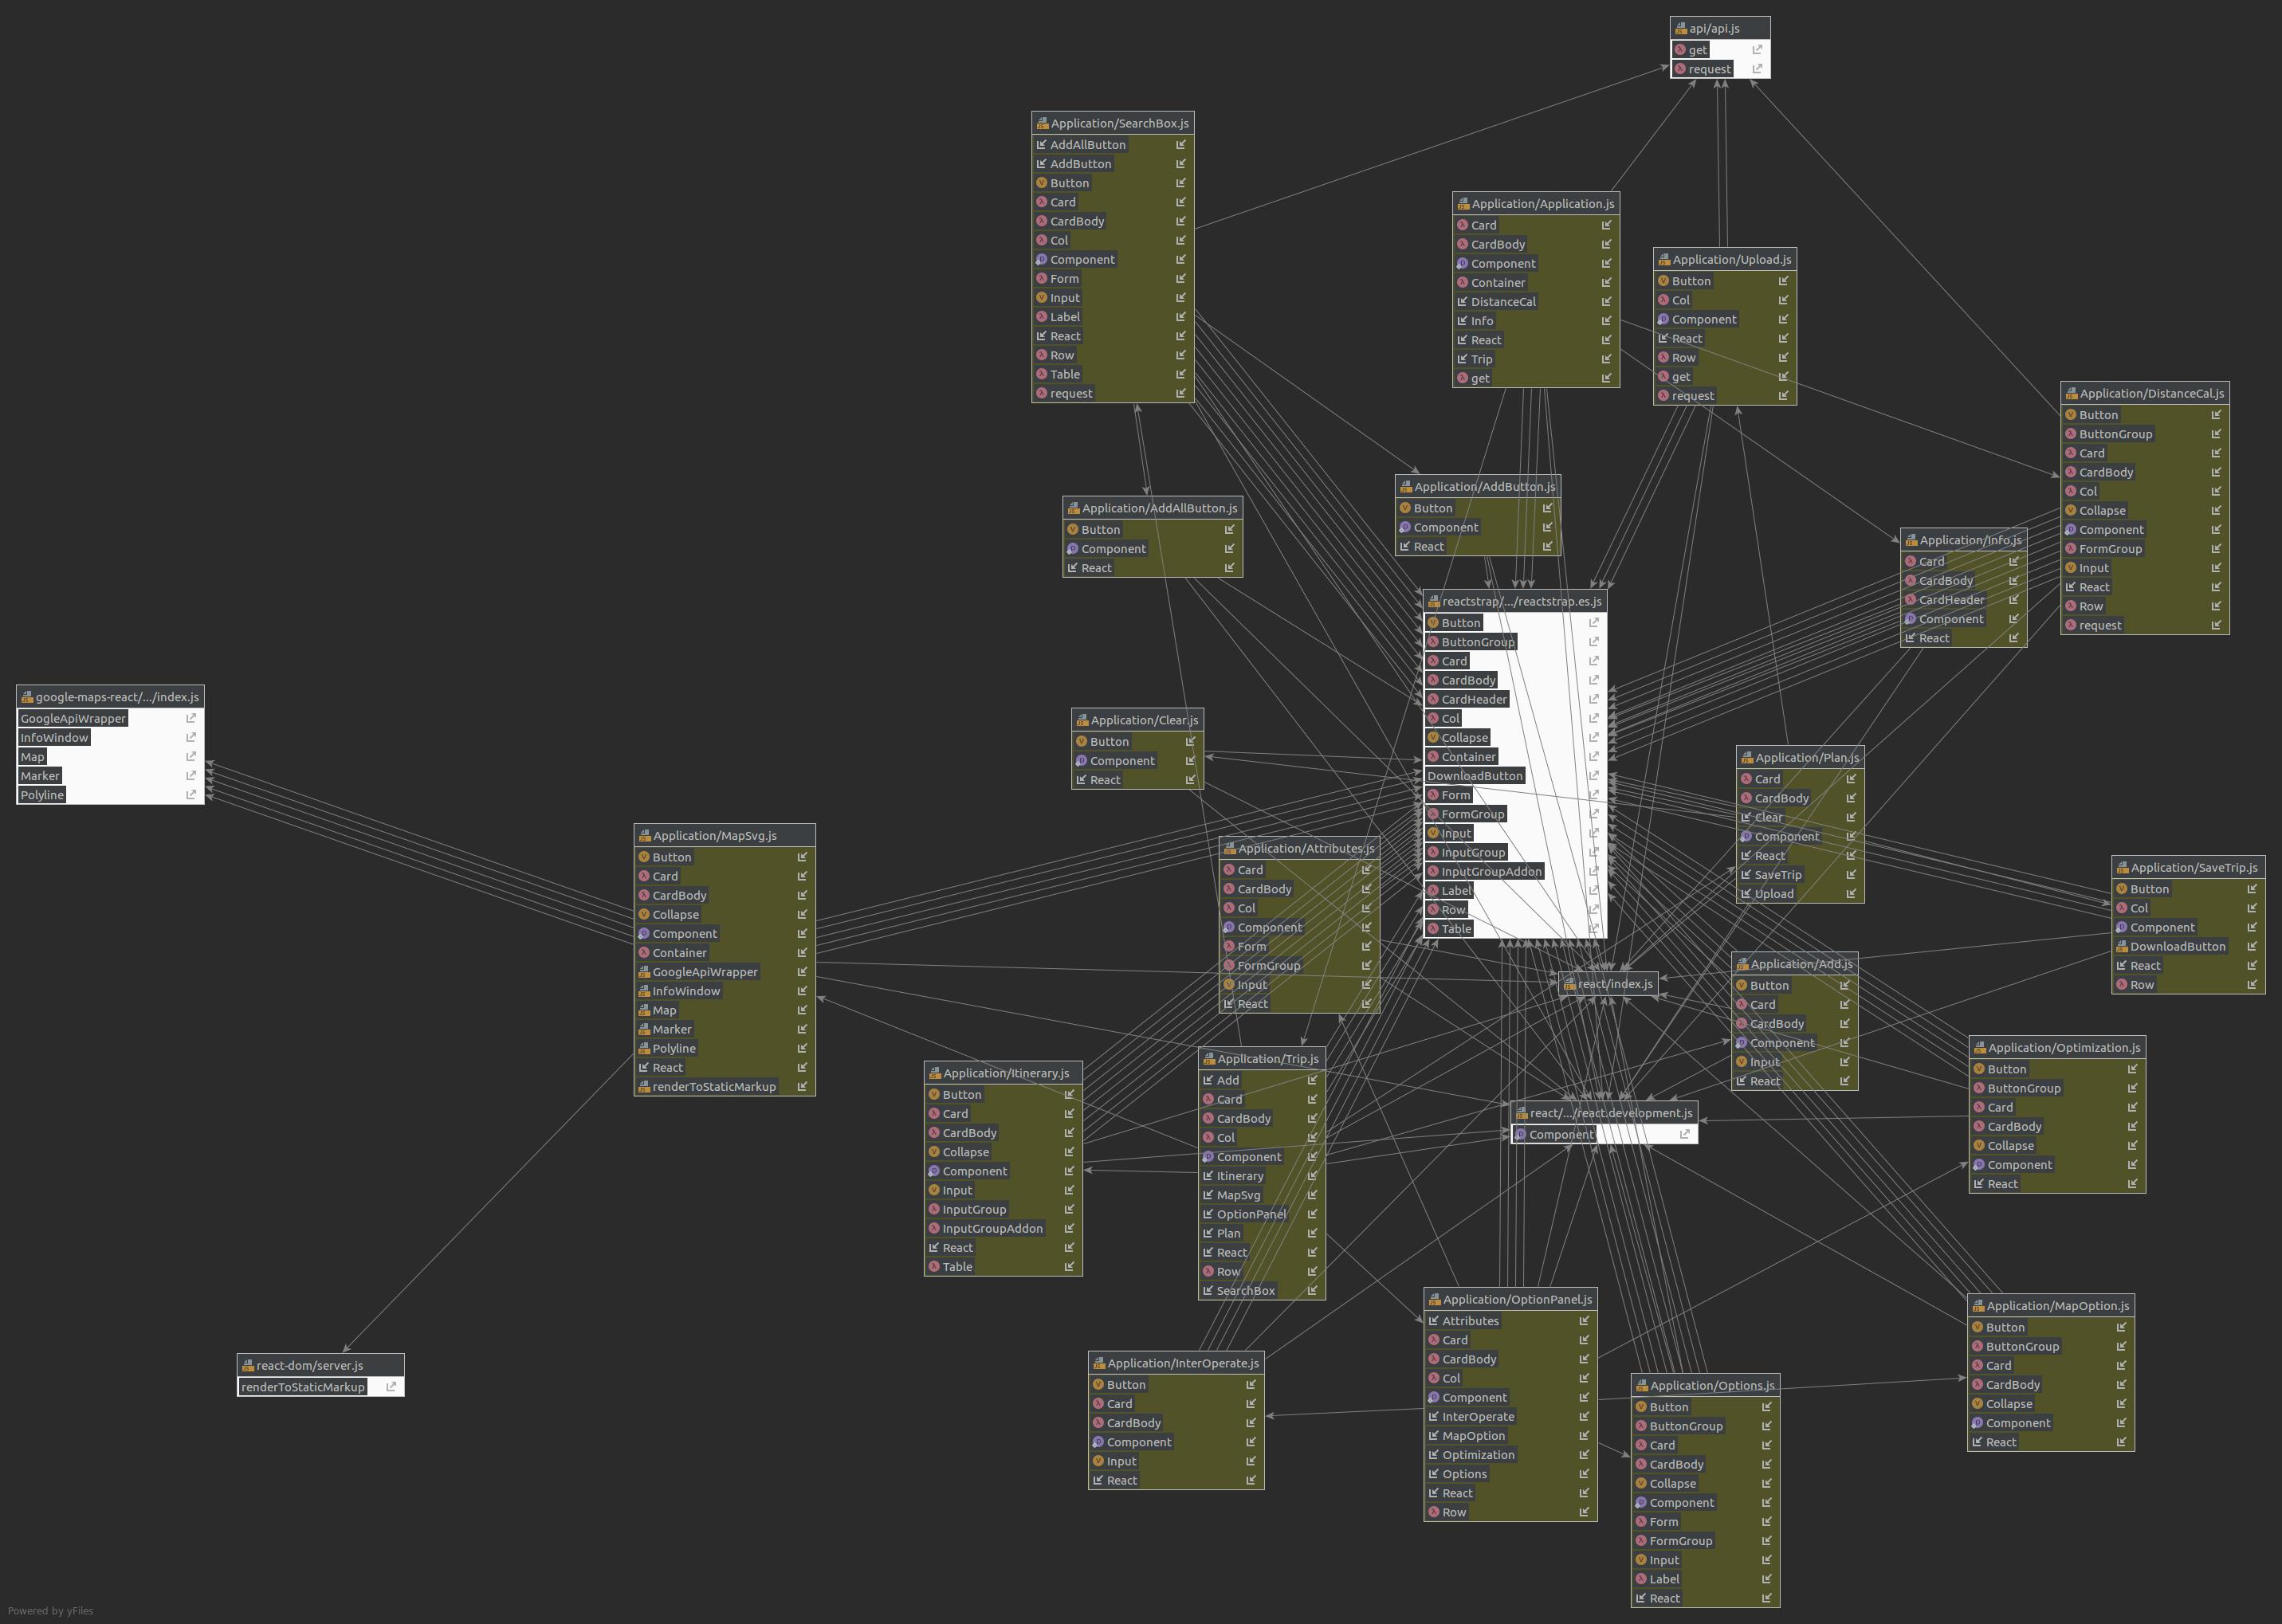 api/api.js
get
request
Application/SearchBox.js
AddAllButton
AddButton
Button
Card
CardBody
Col
Component
Form
Input
Label
React
Row
Table
request
Application/Application.js
Card
CardBody
Component
Container
DistanceCal
Info
React
Trip
get
Application/Upload.js
Button
Col
Component
React
Row
get
request
Application/DistanceCal.js
Button
ButtonGroup
Card
CardBody
Col
Collapse
Component
FormGroup
Input
React
Row
request
Application/AddButton.js
Button
Component
React
Application/AddAllButton.js
Button
Component
React
Application/Info.js
Card
CardBody
CardHeader
Component
React
reactstrap/.../reactstrap.es.js
Button
ButtonGroup
Card
CardBody
CardHeader
Col
Collapse
Container
DownloadButton
Form
FormGroup
Input
InputGroup
InputGroupAddon
Label
Row
Table
google-maps-react/.../index.js
GoogleApiWrapper
InfoWindow
Map
Marker
Polyline
Application/Clear.js
Button
Component
React
Application/Plan.js
Card
CardBody
Clear
Component
React
SaveTrip
Upload
Application/MapSvg.js
Button
Card
CardBody
Collapse
Component
Container
GoogleApiWrapper
InfoWindow
Map
Marker
Polyline
React
renderToStaticMarkup
Application/Attributes.js
Card
CardBody
Col
Component
Form
FormGroup
Input
React
Application/SaveTrip.js
Button
Col
Component
DownloadButton
React
Row
react/index.js
Application/Add.js
Button
Card
CardBody
Component
Input
React
Application/Optimization.js
Button
ButtonGroup
Card
CardBody
Collapse
Component
React
Application/Trip.js
Add
Card
CardBody
Col
Component
Itinerary
MapSvg
OptionPanel
Plan
React
Row
SearchBox
Application/Itinerary.js
Button
Card
CardBody
Collapse
Component
Input
InputGroup
InputGroupAddon
React
Table
react/.../react.development.js
Component
Application/OptionPanel.js
Attributes
Card
CardBody
Col
Component
InterOperate
MapOption
Optimization
Options
React
Row
Application/MapOption.js
Button
ButtonGroup
Card
CardBody
Collapse
Component
React
react-dom/server.js
renderToStaticMarkup
Application/InterOperate.js
Button
Card
CardBody
Component
Input
React
Application/Options.js
Button
ButtonGroup
Card
CardBody
Collapse
Component
Form
FormGroup
Input
Label
React
Powered by yFiles